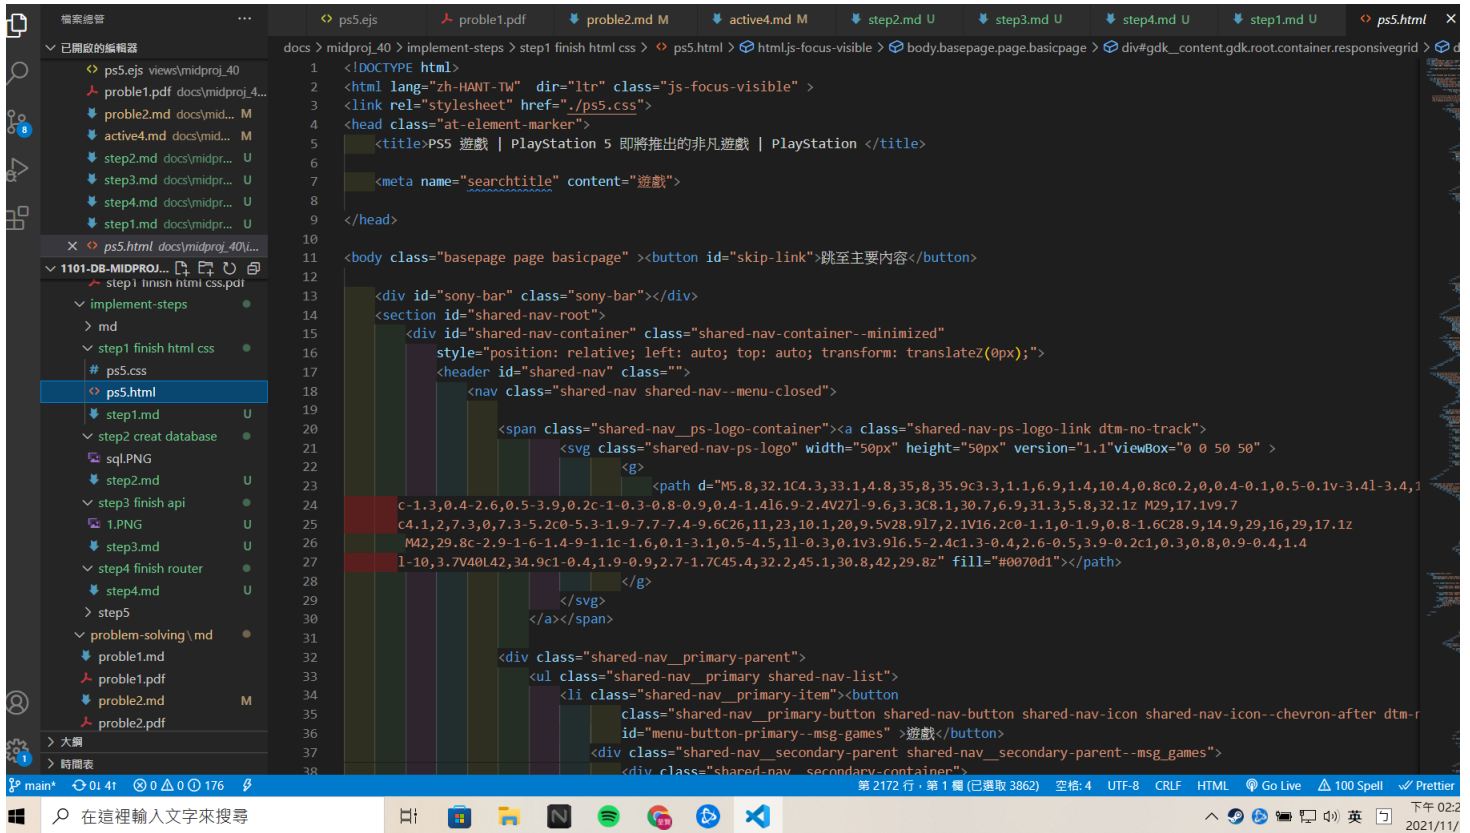 檔案總管 ···
已開啟的編輯器
ps5.ejs views\midproj_40
proble1.pdf docs\midproj_4...
proble2.md docs\mid... M
active4.md docs\mid... M
step2.md docs\midpr... U
step3.md docs\midpr... U
step4.md docs\midpr... U
step1.md docs\midpr... U
ps5.html docs\midproj_40\i...
1101-DB-MIDPROJ...
step1 finish html css.pdf
implement-steps
md
step1 finish html css
ps5.css
ps5.html
step1.md U
step2 creat database
sql.PNG
step2.md U
step3 finish api
1.PNG U
step3.md U
step4 finish router
step4.md U
step5
problem-solving\md
proble1.md
proble1.pdf
proble2.md M
proble2.pdf
大綱
時間表
8
1
ps5.ejs proble1.pdf proble2.md M active4.md M step2.md U step3.md U step4.md U step1.md U ps5.html
docs > midproj_40 > implement-steps > step1 finish html css > ps5.html > html.js-focus-visible > body.basepage.page.basicpage > div#gdk__content.gdk.root.container.responsivegrid > d
1 <!DOCTYPE html>
2 <html lang="zh-HANT-TW" dir="ltr" class="js-focus-visible" >
3 <link rel="stylesheet" href="./ps5.css">
4 <head class="at-element-marker">
5 <title>PS5 遊戲 | PlayStation 5 即將推出的非凡遊戲 | PlayStation </title>
6
7 <meta name="searchtitle" content="遊戲">
8
9 </head>
10
11 <body class="basepage page basicpage" ><button id="skip-link">跳至主要內容</button>
12
13 <div id="sony-bar" class="sony-bar"></div>
14 <section id="shared-nav-root">
15 <div id="shared-nav-container" class="shared-nav-container--minimized"
16 style="position: relative; left: auto; top: auto; transform: translateZ(0px);">
17 <header id="shared-nav" class="">
18 <nav class="shared-nav shared-nav--menu-closed">
19
20 <span class="shared-nav__ps-logo-container"><a class="shared-nav-ps-logo-link dtm-no-track">
21 <svg class="shared-nav-ps-logo" width="50px" height="50px" version="1.1"viewBox="0 0 50 50" >
22 <g>
23 <path d="M5.8,32.1C4.3,33.1,4.8,35,8,35.9c3.3,1.1,6.9,1.4,10.4,0.8c0.2,0,0.4-0.1,0.5-0.1v-3.4l-3.4,1
24 c-1.3,0.4-2.6,0.5-3.9,0.2c-1-0.3-0.8-0.9,0.4-1.4l6.9-2.4V27l-9.6,3.3C8.1,30.7,6.9,31.3,5.8,32.1z M29,17.1v9.7
25 c4.1,2,7.3,0,7.3-5.2c0-5.3-1.9-7.7-7.4-9.6C26,11,23,10.1,20,9.5v28.9l7,2.1V16.2c0-1.1,0-1.9,0.8-1.6C28.9,14.9,29,16,29,17.1z
26 M42,29.8c-2.9-1-6-1.4-9-1.1c-1.6,0.1-3.1,0.5-4.5,1l-0.3,0.1v3.9l6.5-2.4c1.3-0.4,2.6-0.5,3.9-0.2c1,0.3,0.8,0.9-0.4,1.4
27 l-10,3.7V40L42,34.9c1-0.4,1.9-0.9,2.7-1.7C45.4,32.2,45.1,30.8,42,29.8z" fill="#0070d1"></path>
28 </g>
29 </svg>
30 </a></span>
31
32 <div class="shared-nav__primary-parent">
33 <ul class="shared-nav__primary shared-nav-list">
34 <li class="shared-nav__primary-item"><button
35 class="shared-nav__primary-button shared-nav-button shared-nav-icon shared-nav-icon--chevron-after dtm-r
36 id="menu-button-primary--msg-games" >遊戲</button>
37 <div class="shared-nav__secondary-parent shared-nav__secondary-parent--msg_games">
38 <div class="shared-nav__secondary-container">
main* 0↓ 4↑ 0 0 176 第 2172 行，第 1 欄 (已選取 3862) 空格: 4 UTF-8 CRLF HTML Go Live 100 Spell Prettier
在這裡輸入文字來搜尋 英 下午 02:2
2021/11/